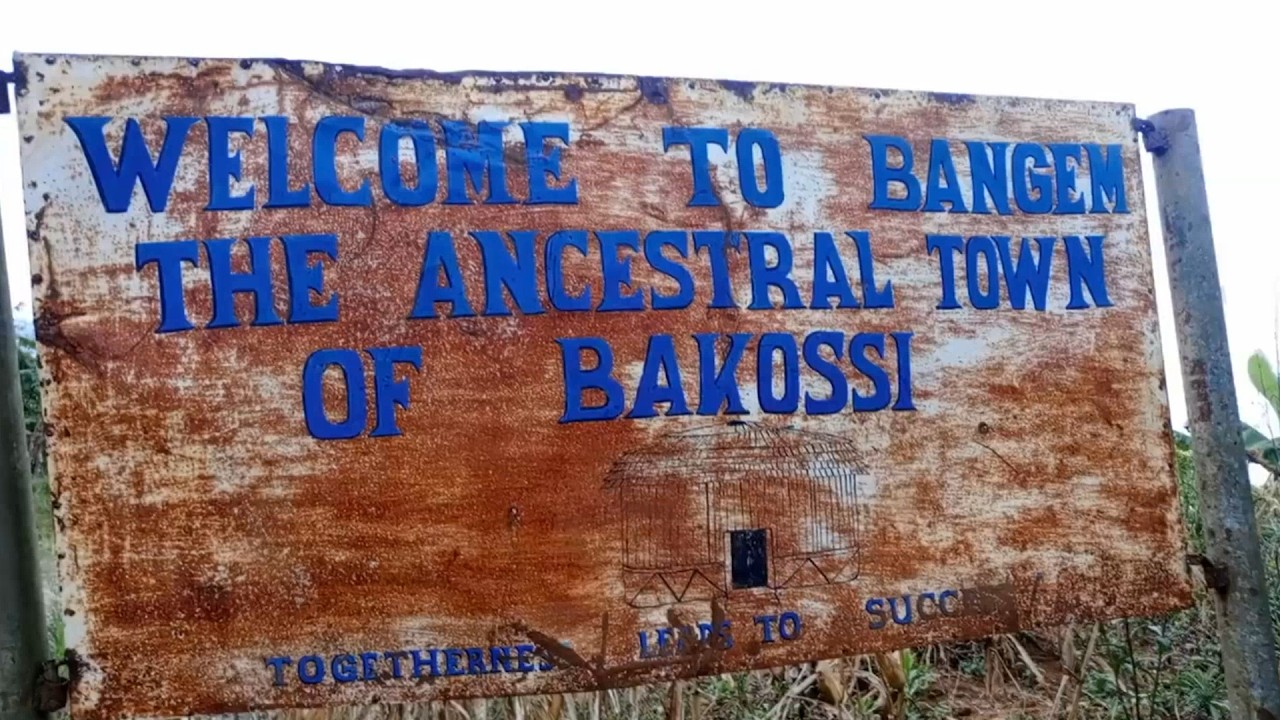 WELCOME TO BANGEM
THE ANCESTRAL TOWN
OF BAKOSSI
TOGETHERNESS LEADS TO